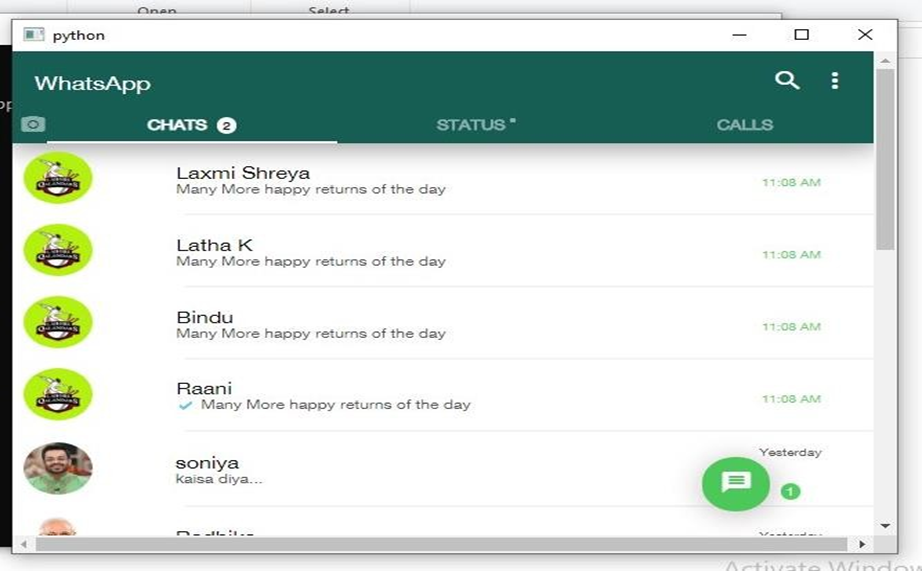 Open
Select
python
WhatsApp
CHATS 2
STATUS
CALLS
Laxmi Shreya
Many More happy returns of the day
11:08 AM
Latha K
Many More happy returns of the day
11:08 AM
Bindu
Many More happy returns of the day
11:08 AM
Raani
Many More happy returns of the day
11:08 AM
soniya
kaisa diya...
Yesterday
1
Yesterday
Activate Window